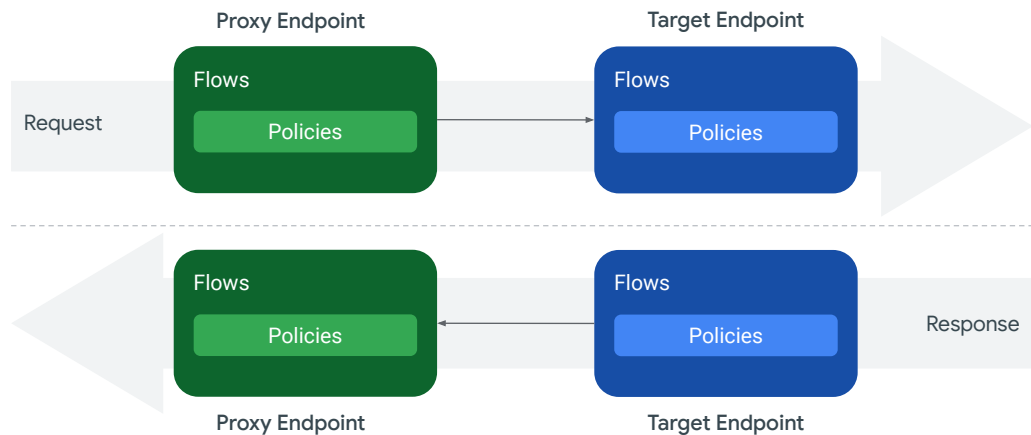 Proxy Endpoint
Target Endpoint
Flows
Flows
Request
Policies
Policies
Flows
Flows
Policies
Policies
Response
Proxy Endpoint
Target Endpoint